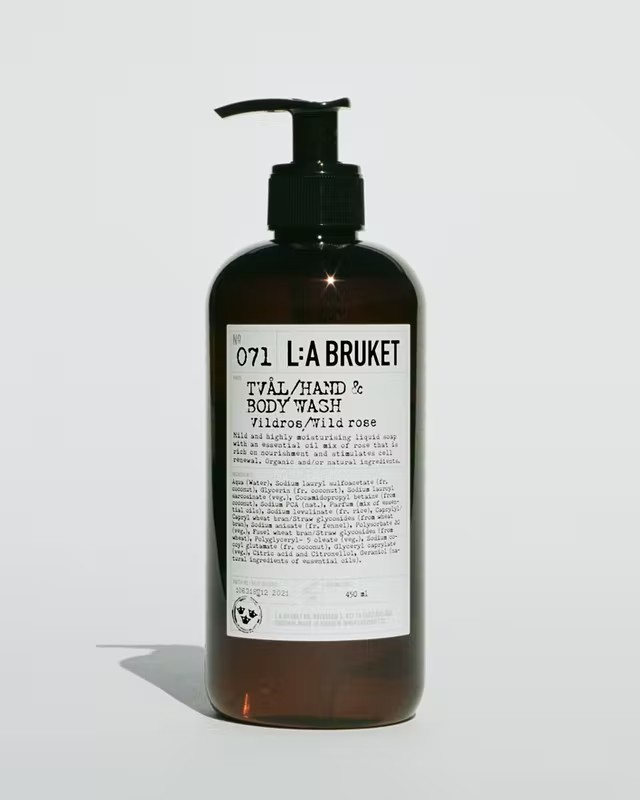 Nº
071 L:A BRUKET
TVÅL/HAND &
BODY WASH
Vildros/Wild rose
Mild and highly moisturising liquid soap
with an essential oil mix of rose that is
rich on nourishment and stimulates cell
renewal. Organic and/or natural ingredients.
Aqua (Water), Sodium lauryl sulfoacetate (fr.
coconut), Glycerin (fr. coconut), Sodium lauroyl
sarcosinate (veg.), Cocamidopropyl betaine (from
coconut), Sodium PCA (nat.), Parfum (mix of essen-
tial oils), Sodium levulinate (fr. rice), Caprylyl/
Capryl wheat bran/Straw glycosides (from wheat
bran), Sodium anisate (fr. fennel), Polysorbate 20
(veg.), Fusel wheat bran/Straw glycosides (from
wheat), Polyglyceryl- 5 oleate (veg.), Sodium co-
coyl glutamate (fr. coconut), Glyceryl caprylate
(veg.), Citric acid and Citronellol, Geraniol (na-
tural ingredients of essential oils).
2021 450 ml